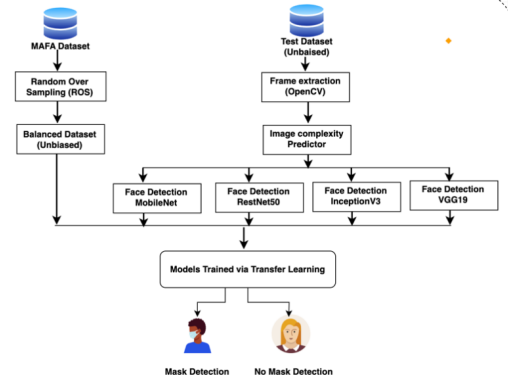 MAFA Dataset
Random Over
Sampling (ROS)
Balanced Dataset
(Unbiased)
Test Dataset
(Unbaised)
Frame extraction
(OpenCV)
Image complexity
Predictor
Face Detection
MobileNet
Face Detection
RestNet50
Face Detection
InceptionV3
Face Detection
VGG19
Models Trained via Transfer Learning
Mask Detection
No Mask Detection